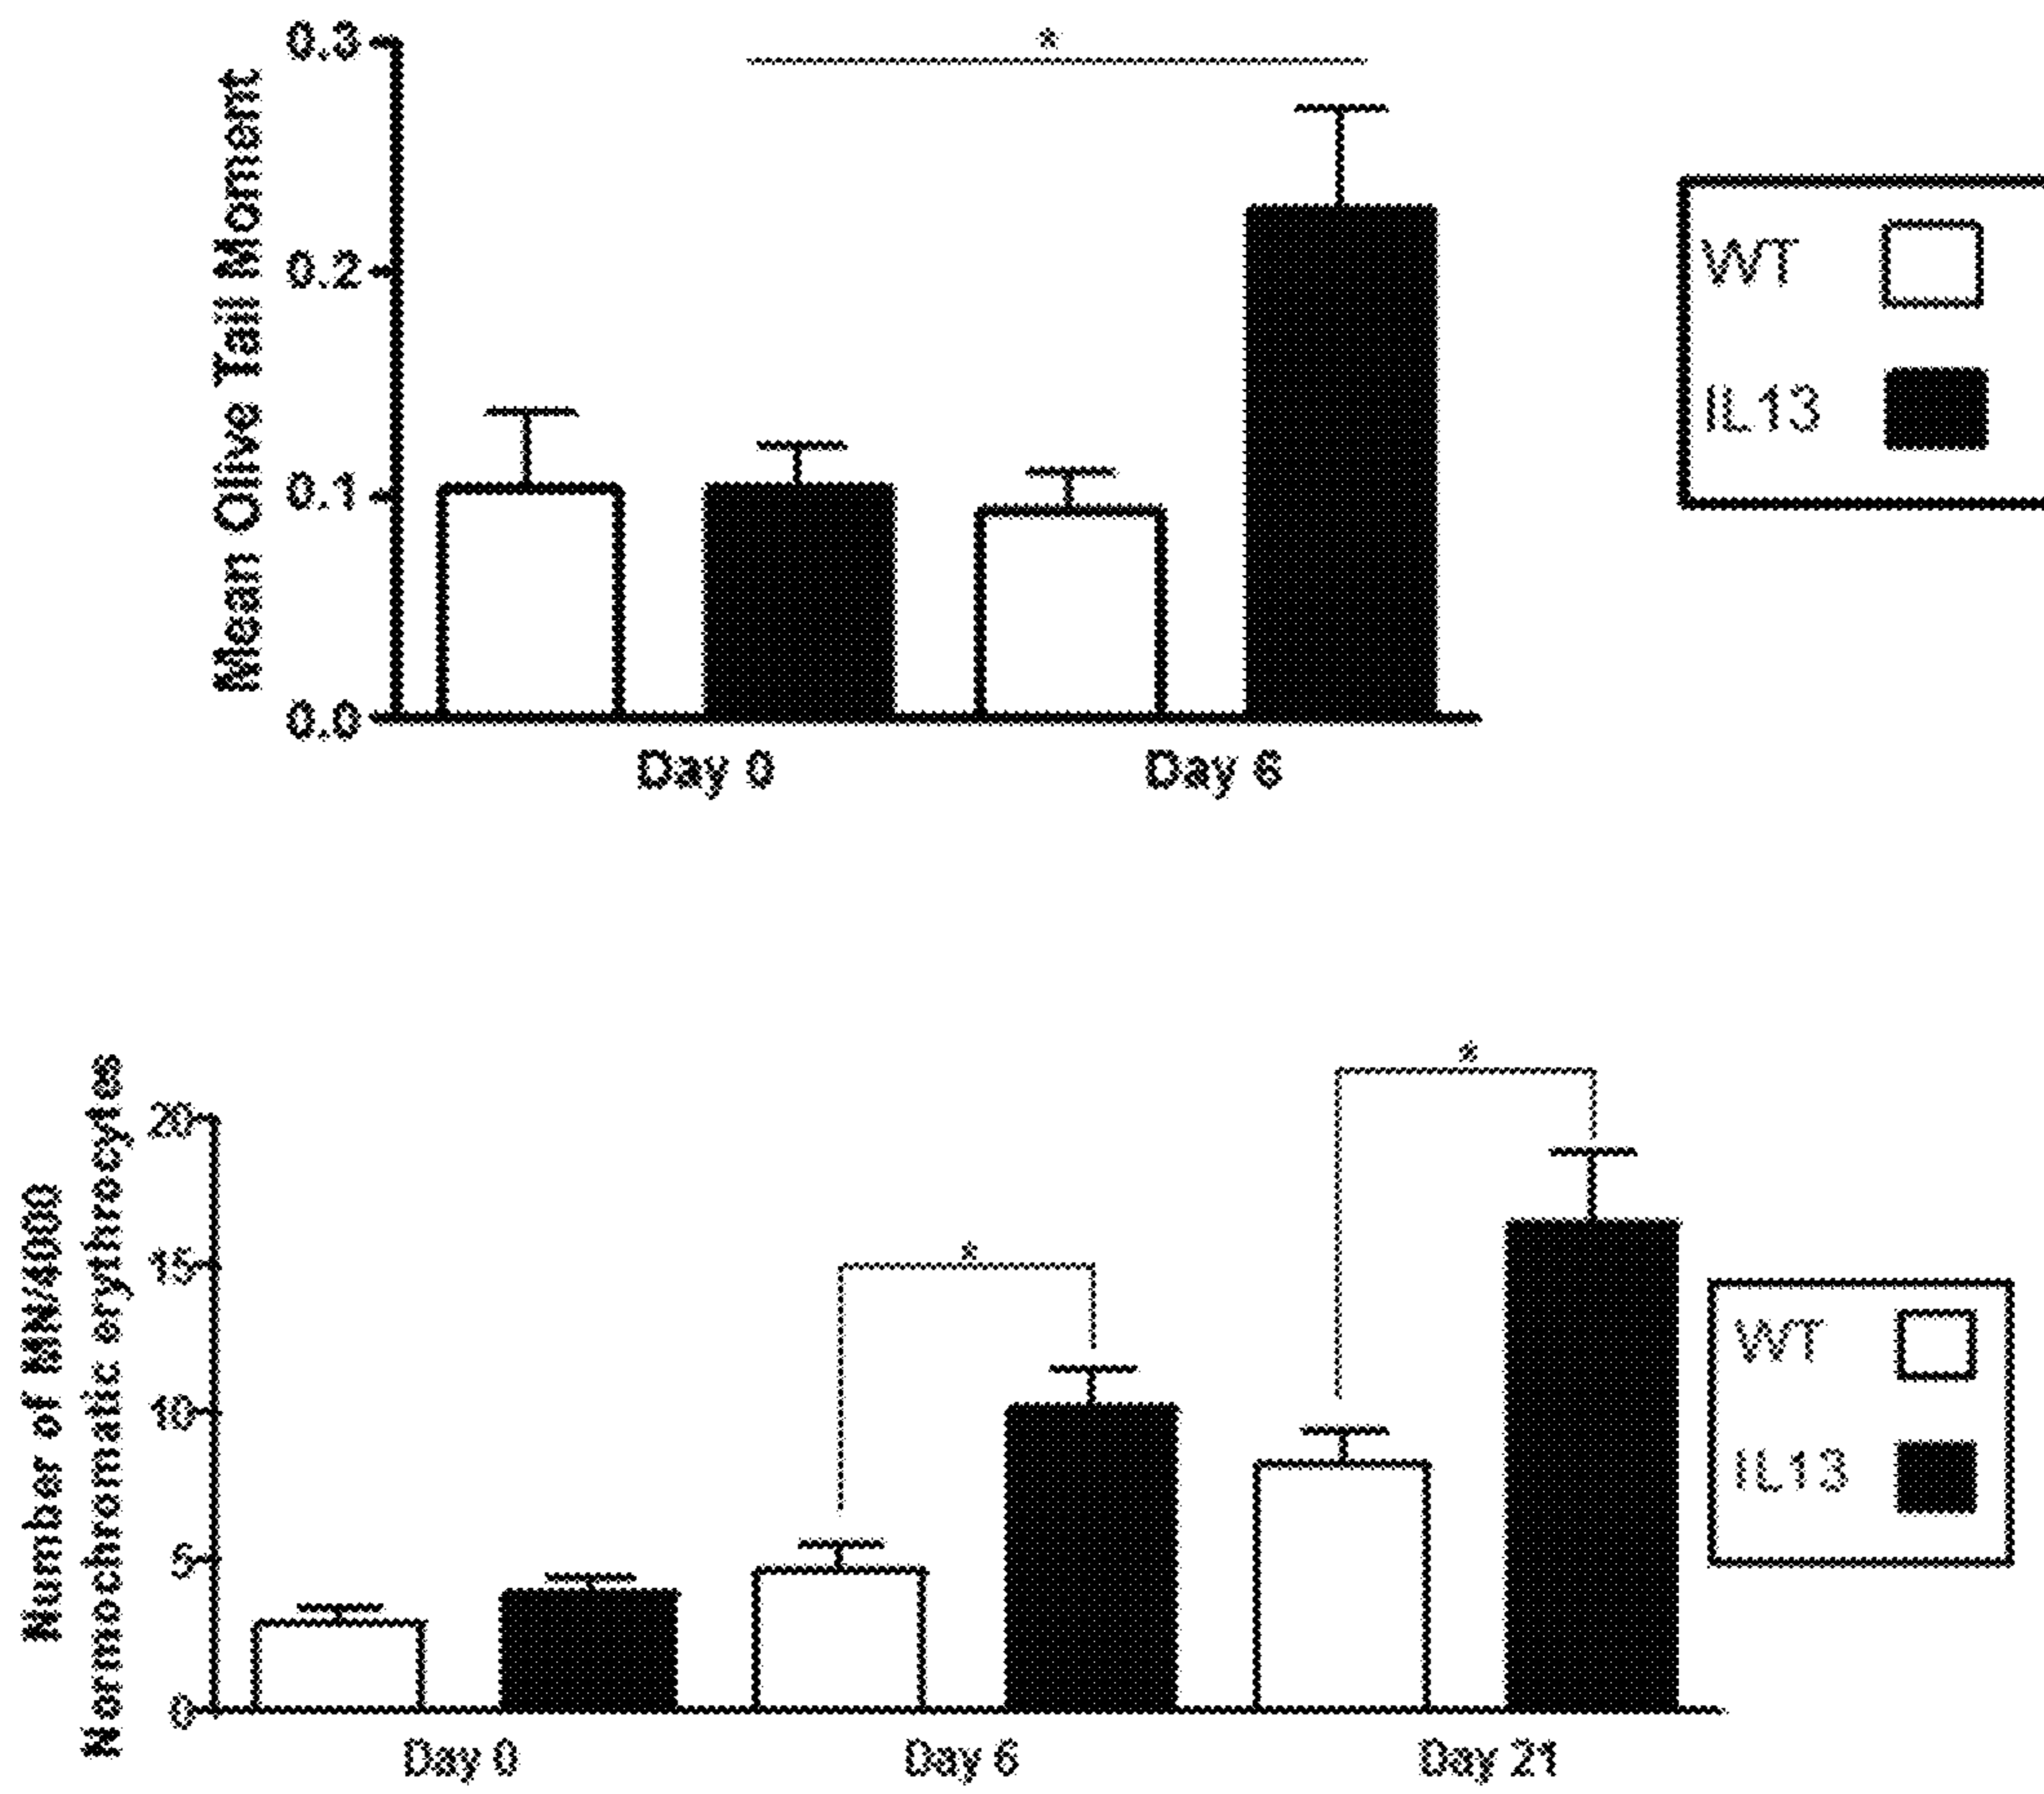 Mean Olive Tail Moment
0.3
0.2
0.1
0.0
*
Day 0
Day 6
WT
IL13
Number of MN/4000
Normochromatic erythrocytes
20
15
10
5
0
*
*
Day 0
Day 6
Day 21
WT
IL13